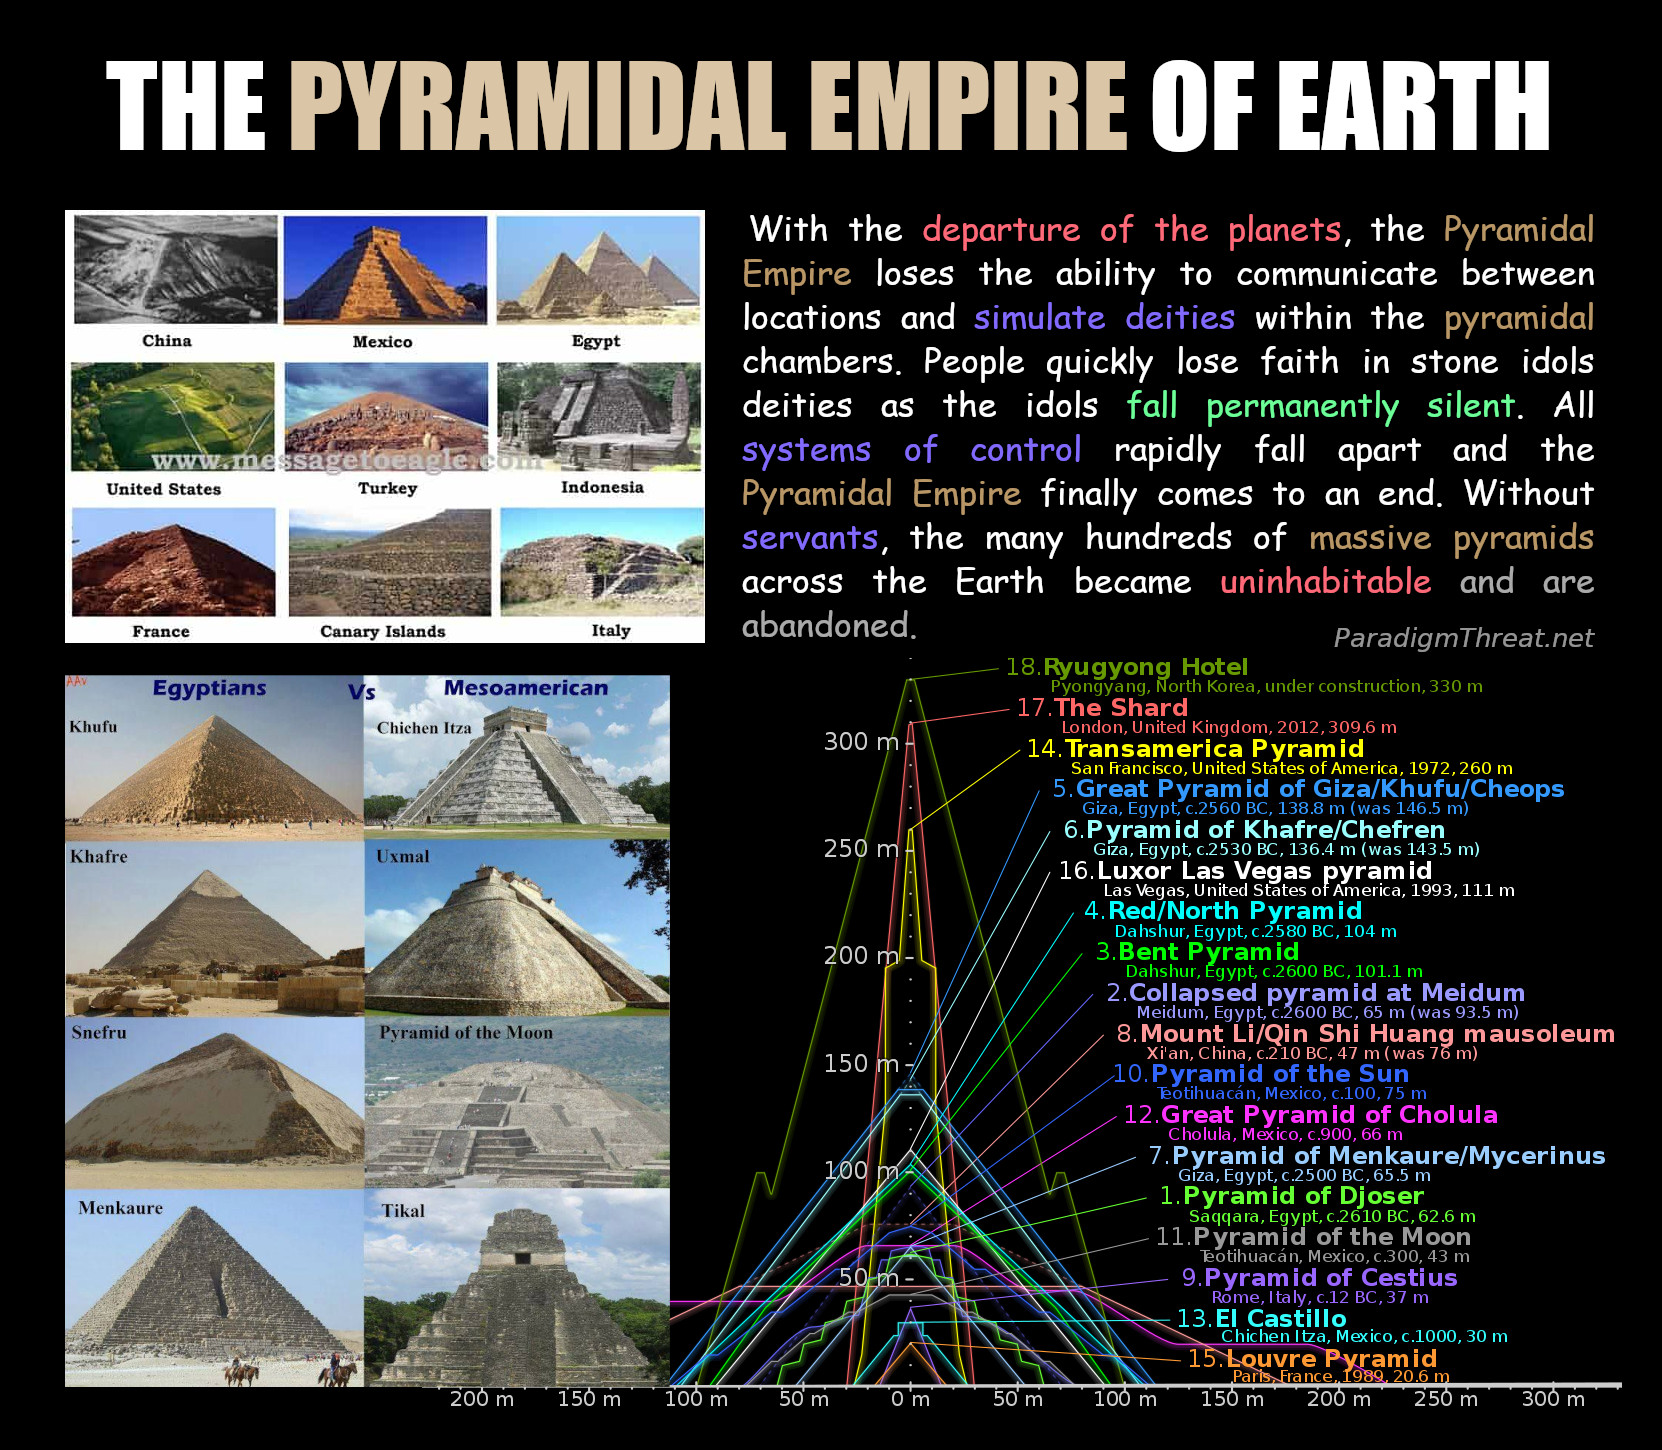 THE PYRAMIDAL EMPIRE OF EARTH
China
Mexico
Egypt
www.messagetoeagle.com
United States
Turkey
Indonesia
France
Canary Islands
Italy
With the departure of the planets, the Pyramidal
Empire loses the ability to communicate between
locations and simulate deities within the pyramidal
chambers. People quickly lose faith in stone idols
deities as the idols fall permanently silent. All
systems of control rapidly fall apart and the
Pyramidal Empire finally comes to an end. Without
servants, the many hundreds of massive pyramids
across the Earth became uninhabitable and are
abandoned.
ParadigmThreat.net
AAV
Egyptians
Vs
Mesoamerican
Khufu
Chichen Itza
Khafre
Uxmal
Snefru
Pyramid of the Moon
Menkaure
Tikal
18.Ryugyong Hotel
Pyongyang, North Korea, under construction, 330 m
17.The Shard
London, United Kingdom, 2012, 309.6 m
14.Transamerica Pyramid
San Francisco, United States of America, 1972, 260 m
5.Great Pyramid of Giza/Khufu/Cheops
Giza, Egypt, c.2560 BC, 138.8 m (was 146.5 m)
6.Pyramid of Khafre/Chefren
Giza, Egypt, c.2530 BC, 136.4 m (was 143.5 m)
16.Luxor Las Vegas pyramid
Las Vegas, United States of America, 1993, 111 m
4.Red/North Pyramid
Dahshur, Egypt, c.2580 BC, 104 m
3.Bent Pyramid
Dahshur, Egypt, c.2600 BC, 101.1 m
2.Collapsed pyramid at Meidum
Meidum, Egypt, c.2600 BC, 65 m (was 93.5 m)
8.Mount Li/Qin Shi Huang mausoleum
Xi'an, China, c.210 BC, 47 m (was 76 m)
10.Pyramid of the Sun
Teotihuacán, Mexico, c.100, 75 m
12.Great Pyramid of Cholula
Cholula, Mexico, c.900, 66 m
7.Pyramid of Menkaure/Mycerinus
Giza, Egypt, c.2500 BC, 65.5 m
1.Pyramid of Djoser
Saqqara, Egypt, c.2610 BC, 62.6 m
11.Pyramid of the Moon
Teotihuacán, Mexico, c.300, 43 m
9.Pyramid of Cestius
Rome, Italy, c.12 BC, 37 m
13.El Castillo
Chichen Itza, Mexico, c.1000, 30 m
15.Louvre Pyramid
Paris, France, 1989, 20.6 m
300 m
250 m
200 m
150 m
100 m
50 m
200 m 150 m 100 m 50 m 0 m 50 m 100 m 150 m 200 m 250 m 300 m